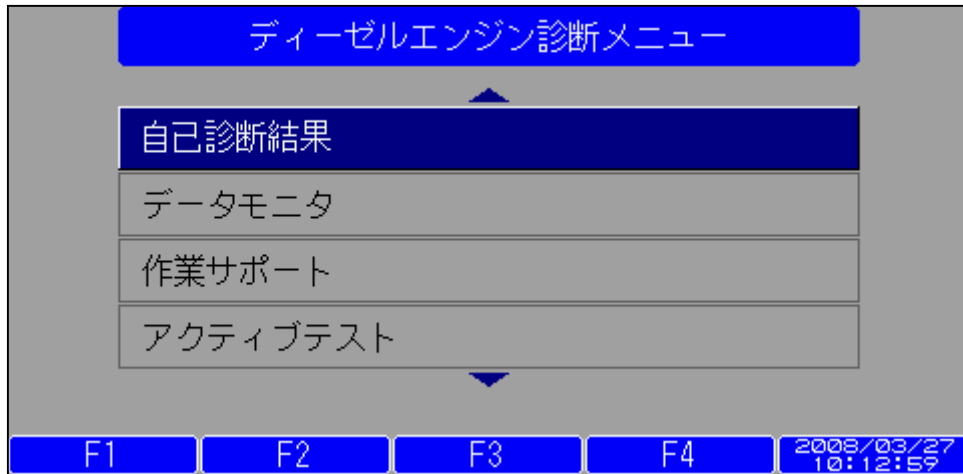 ディーゼルエンジン診断メニュー
自己診断結果
データモニタ
作業サポート
アクティブテスト
F1 F2 F3 F4 2008/03/27
10:12:59